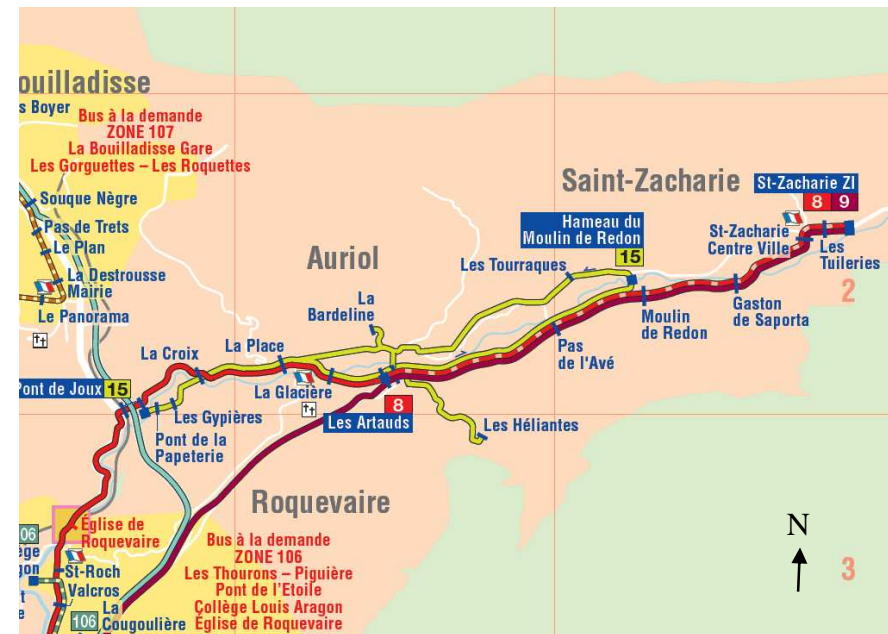 ouilladisse
s Boyer
Bus à la demande
ZONE 107
La Bouilladisse Gare
Les Gorguettes – Les Roquettes
Souque Nègre
Pas de Trets
Le Plan
La Destrousse
Mairie
Le Panorama
Saint-Zacharie
St-Zacharie ZI
8 9
St-Zacharie
Centre Ville
Les
Tuileries
Hameau du
Moulin de Redon
15
Auriol
Les Tourraques
La
Bardeline
2
Moulin
de Redon
Gaston
de Saporta
Pas
de l'Avé
La Croix
La Place
La Glacière
Pont de Joux 15
Les Gypières
Pont de la
Papeterie
8
Les Artauds
Les Héliantes
Roquevaire
Église de
Roquevaire
06
ège
gon
St-Roch
Valcros
t
e
106
La
Cougoulière
Bus à la demande
ZONE 106
Les Thourons – Piguière
Pont de l'Etoile
Collège Louis Aragon
Église de Roquevaire
N
3